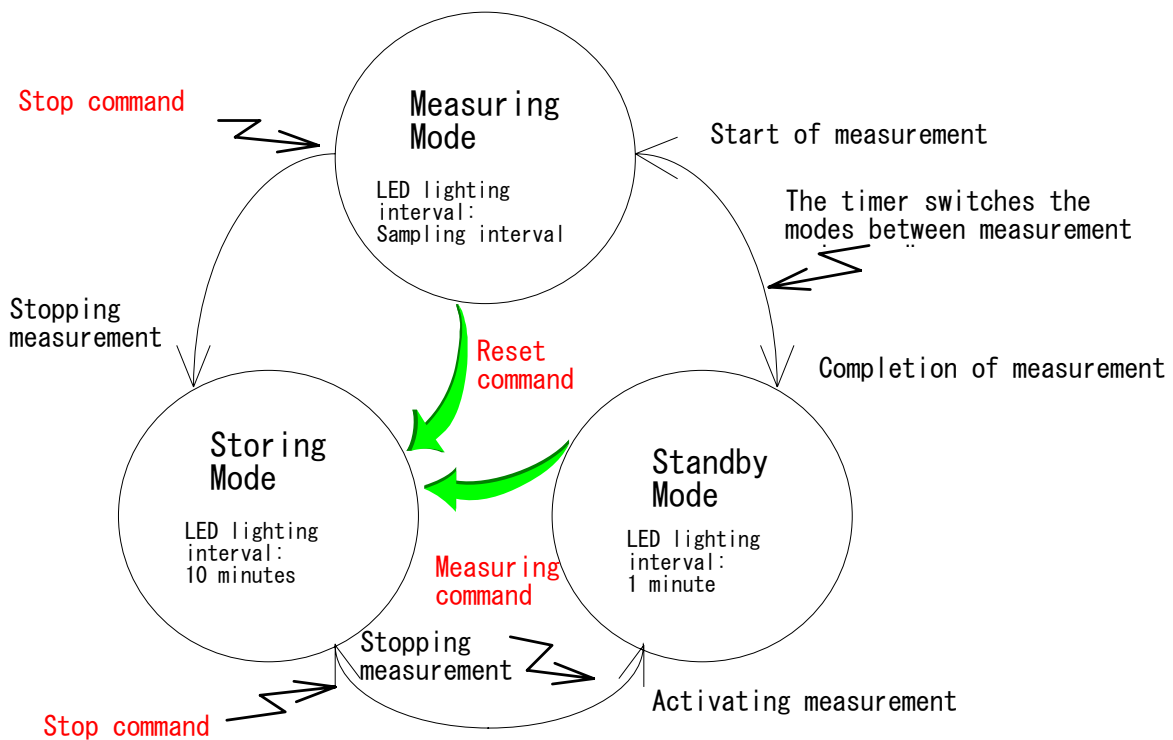 Stop command
Measuring
Mode
LED lighting
interval:
Sampling interval
Start of measurement
The timer switches the
modes between measurement
Stopping
measurement
Reset
command
Completion of measurement
Storing
Mode
LED lighting
interval:
10 minutes
Standby
Mode
LED lighting
interval:
1 minute
Measuring
command
Stopping
measurement
Activating measurement
Stop command